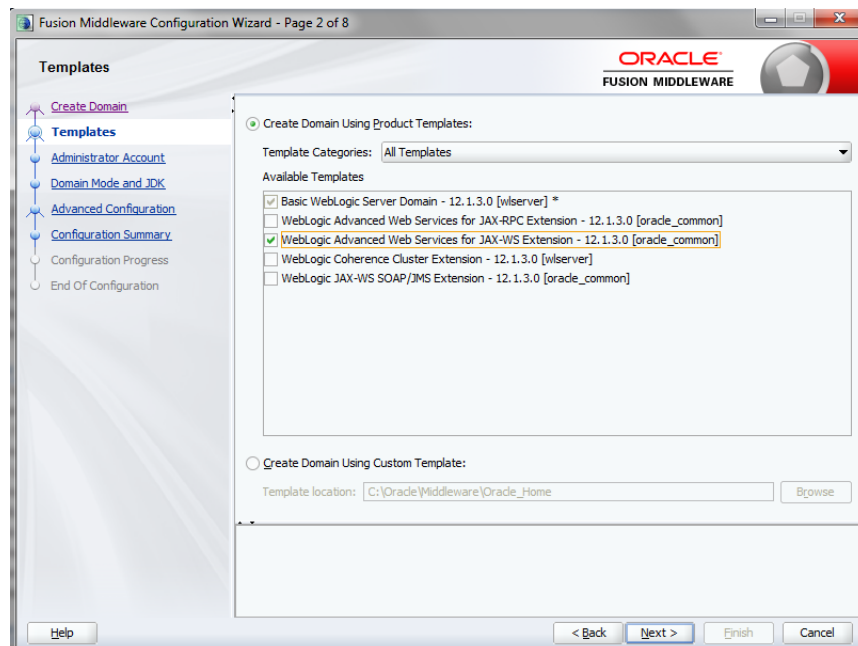 Fusion Middleware Configuration Wizard - Page 2 of 8
Templates
ORACLE
FUSION MIDDLEWARE
Create Domain
Templates
Administrator Account
Domain Mode and JDK
Advanced Configuration
Configuration Summary
Configuration Progress
End Of Configuration
Create Domain Using Product Templates:
Template Categories: All Templates
Available Templates
Basic WebLogic Server Domain - 12.1.3.0 [wlserver] *
WebLogic Advanced Web Services for JAX-RPC Extension - 12.1.3.0 [oracle_common]
WebLogic Advanced Web Services for JAX-WS Extension - 12.1.3.0 [oracle_common]
WebLogic Coherence Cluster Extension - 12.1.3.0 [wlserver]
WebLogic JAX-WS SOAP/JMS Extension - 12.1.3.0 [oracle_common]
Create Domain Using Custom Template:
Template location: C:\Oracle\Middleware\Oracle_Home Browse
Help < Back Next > Finish Cancel